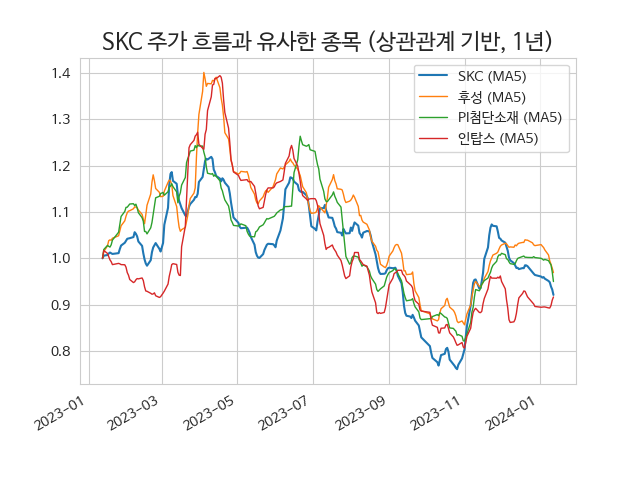 SKC 주가 흐름과 유사한 종목 (상관관계 기반, 1년)
SKC (MA5)
후성 (MA5)
PI첨단소재 (MA5)
인탑스 (MA5)
1.4
1.3
1.2
1.1
1.0
0.9
0.8
2023-01
2023-03
2023-05
2023-07
2023-09
2023-11
2024-01